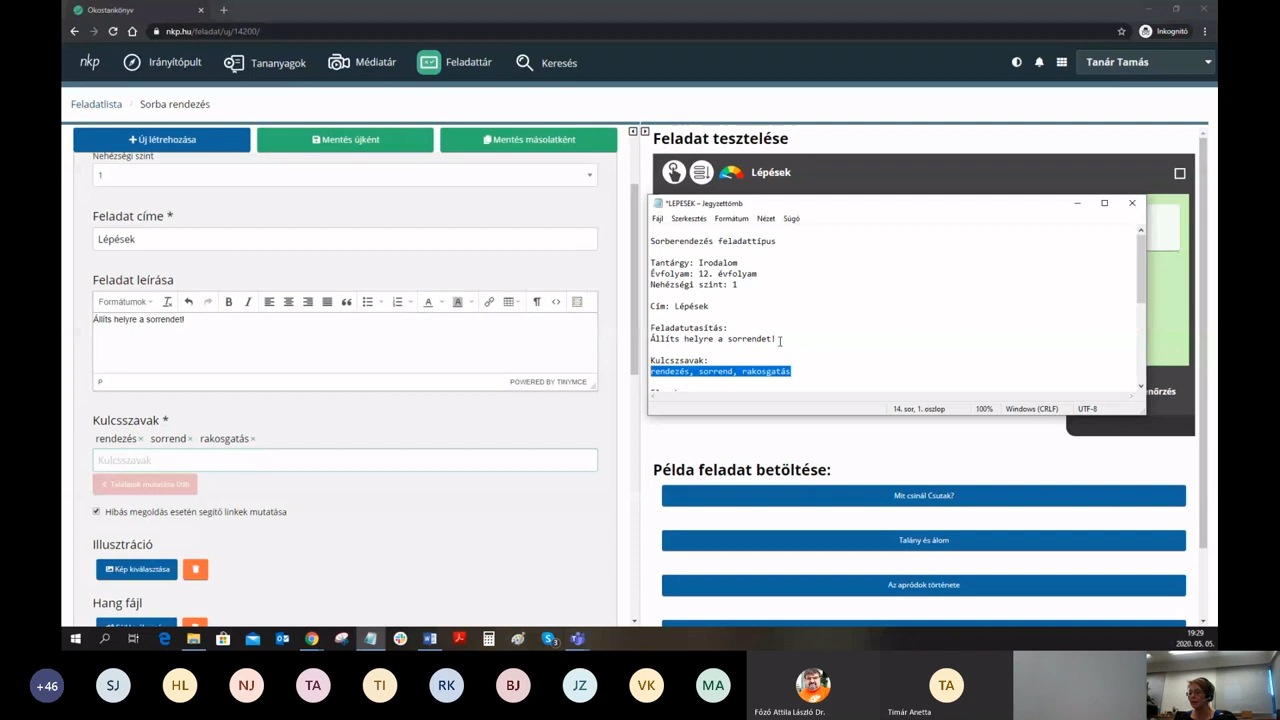 Okostankönyv
nkp.hu/feladat/uj/14200/
Inkognitó
nkp
Irányítópult
Tananyagok
Médiatár
Feladattár
Keresés
Tanár Tamás
Feladatlista / Sorba rendezés
Új létrehozása
Mentés újként
Mentés másolatként
Nehézségi szint
1
Feladat címe *
Lépések
Feladat leírása
Formátumok
Állíts helyre a sorrendet!
P
POWERED BY TINYMCE
Kulcsszavak *
rendezés× sorrend× rakosgatás×
Kulcsszavak
Találatok mutatása
Hibás megoldás esetén segítő linkek mutatása
Illusztráció
Kép kiválasztása
Hang fájl
Feladat tesztelése
Lépések
*LEPESEK – Jegyzettömb
Fájl Szerkesztés Formátum Nézet Súgó
Sorberendezés feladattípus
Tantárgy: Irodalom
Évfolyam: 12. évfolyam
Nehézségi szint: 1
Cím: Lépések
Feladatutasítás:
Állíts helyre a sorrendet!
Kulcszsavak:
rendezés, sorrend, rakosgatás
14. sor, 1. oszlop
100%
Windows (CRLF)
UTF-8
Példa feladat betöltése:
Mit csinál Csutak?
Talány és álom
Az apródok története
19:29
2020. 05. 05.
+46
SJ
HL
NJ
TA
TI
RK
BJ
JZ
VK
MA
Főző Attila László Dr.
TA
Timár Anetta